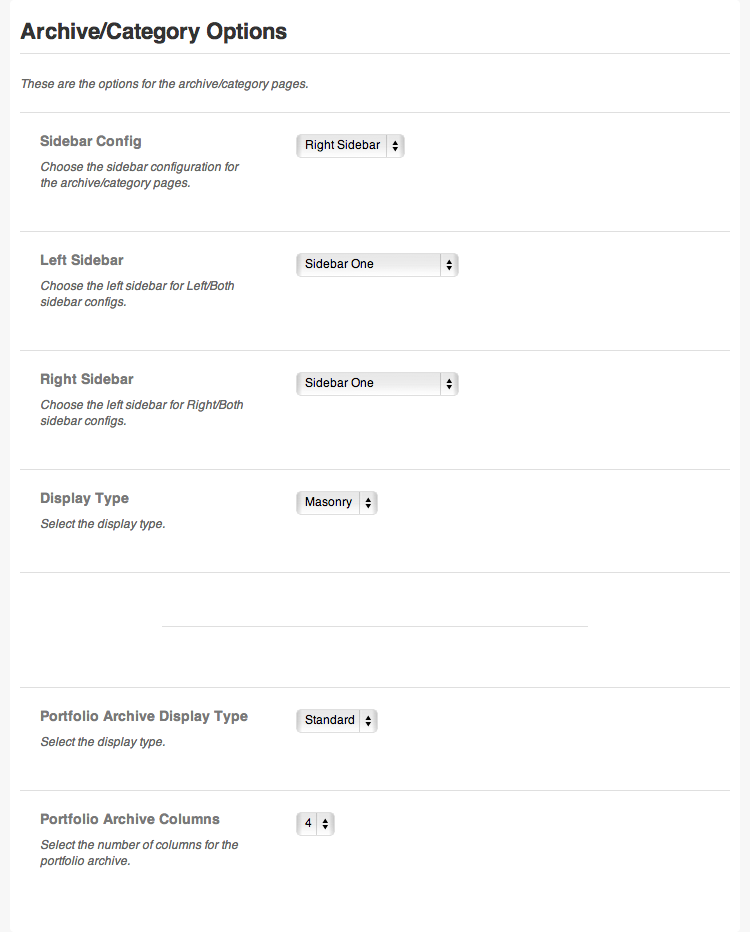 Archive/Category Options
These are the options for the archive/category pages.
Sidebar Config
Right Sidebar
Choose the sidebar configuration for
the archive/category pages.
Left Sidebar
Sidebar One
Choose the left sidebar for Left/Both
sidebar configs.
Right Sidebar
Sidebar One
Choose the left sidebar for Right/Both
sidebar configs.
Display Type
Masonry
Select the display type.
Portfolio Archive Display Type
Standard
Select the display type.
Portfolio Archive Columns
4
Select the number of columns for the
portfolio archive.